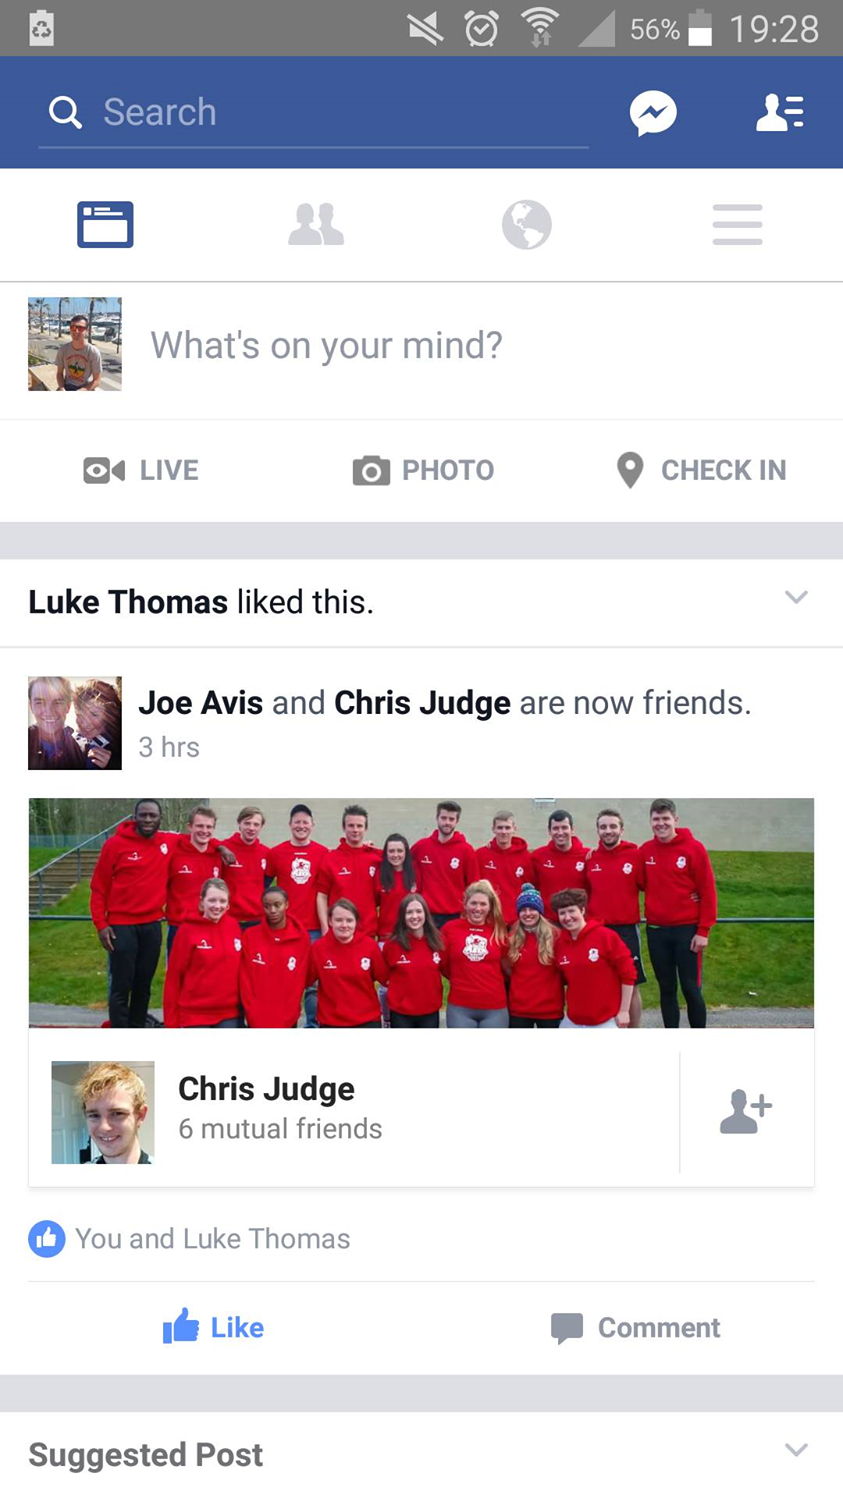 56% 19:28
Search
What's on your mind?
LIVE PHOTO CHECK IN
Luke Thomas liked this.
Joe Avis and Chris Judge are now friends.
3 hrs
Chris Judge
6 mutual friends
You and Luke Thomas
Like Comment
Suggested Post